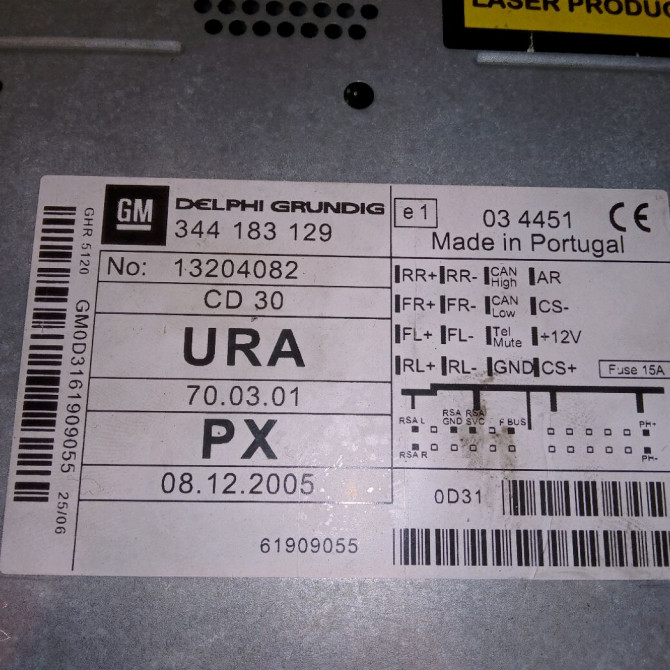 LASER PRODUC
GM
DELPHI GRUNDIG
344 183 129
No: 13204082
CD 30
URA
70.03.01
PX
08.12.2005
61909055
GHR 5120
GM0D3161909055
25/06
e 1
03 4451
CE
Made in Portugal
RR+ RR- CAN High AR
FR+ FR- CAN Low CS-
FL+ FL- Tel Mute +12V
RL+ RL- GND CS+
Fuse 15A
RSA L RSA GND RSA SVC F BUS PH+
RSA R PH-
0D31